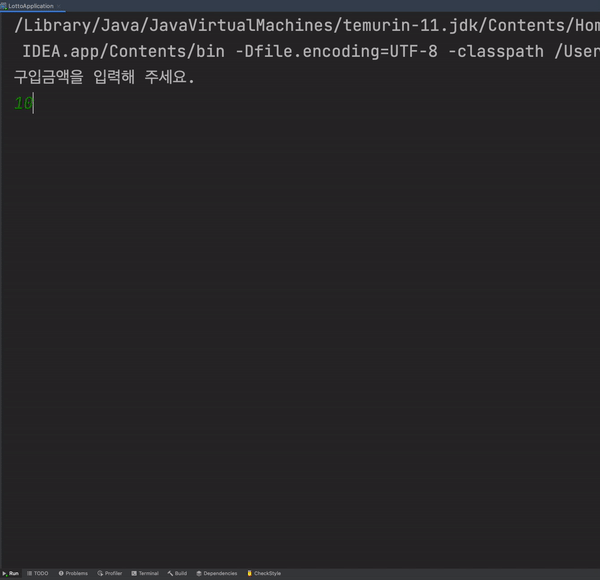 LottoApplication
/Library/Java/JavaVirtualMachines/temurin-11.jdk/Contents/Hom
IDEA.app/Contents/bin -Dfile.encoding=UTF-8 -classpath /User
구입금액을 입력해 주세요.
10
Run TODO Problems Profiler Terminal Build Dependencies CheckStyle